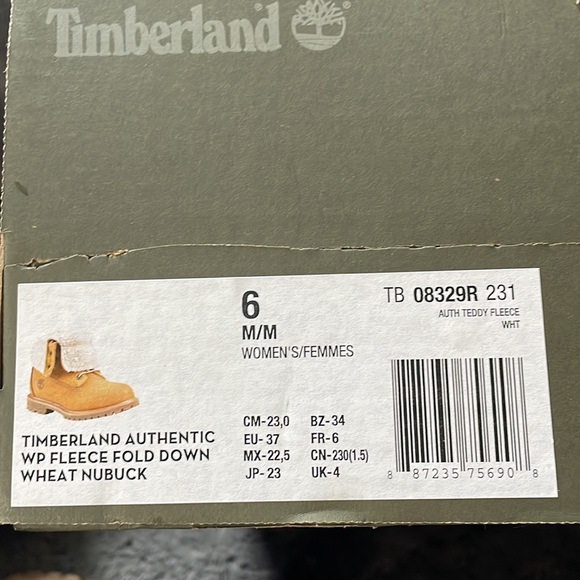 Timberland ®
6
M/M
WOMEN'S/FEMMES
TB 08329R 231
AUTH TEDDY FLEECE
WHT
TIMBERLAND AUTHENTIC
WP FLEECE FOLD DOWN
WHEAT NUBUCK
CM-23,0 BZ-34
EU- 37 FR-6
MX-22,5 CN-230(1.5)
JP- 23 UK-4
8 87235 75690 8